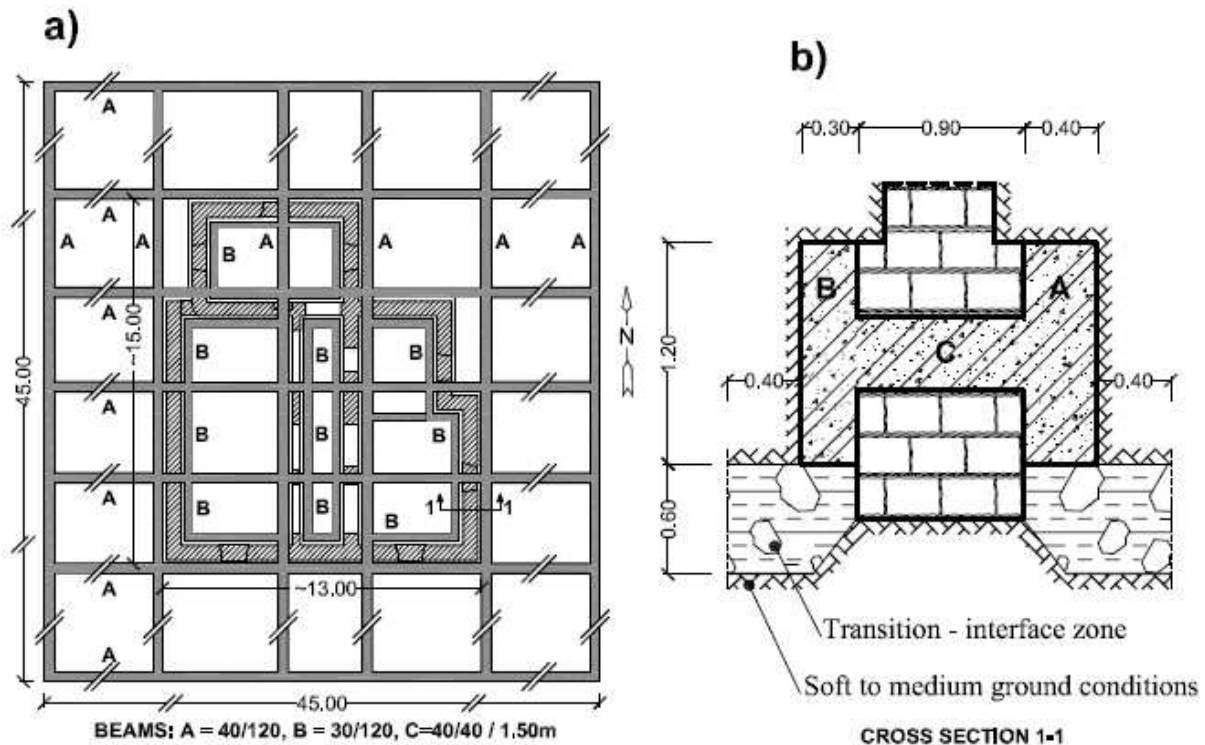 a)
A
A
45.00
~15.00
A
A
A
B
A
A
A
A
A
N
B
B
B
A
B
B
B
A
B
B
B
1
1
A
~13.00
A
45.00
BEAMS: A = 40/120, B = 30/120, C=40/40 / 1.50m
b)
0.30
0.90
0.40
B
A
C
1.20
0.40
0.40
0.60
Transition - interface zone
Soft to medium ground conditions
CROSS SECTION 1-1